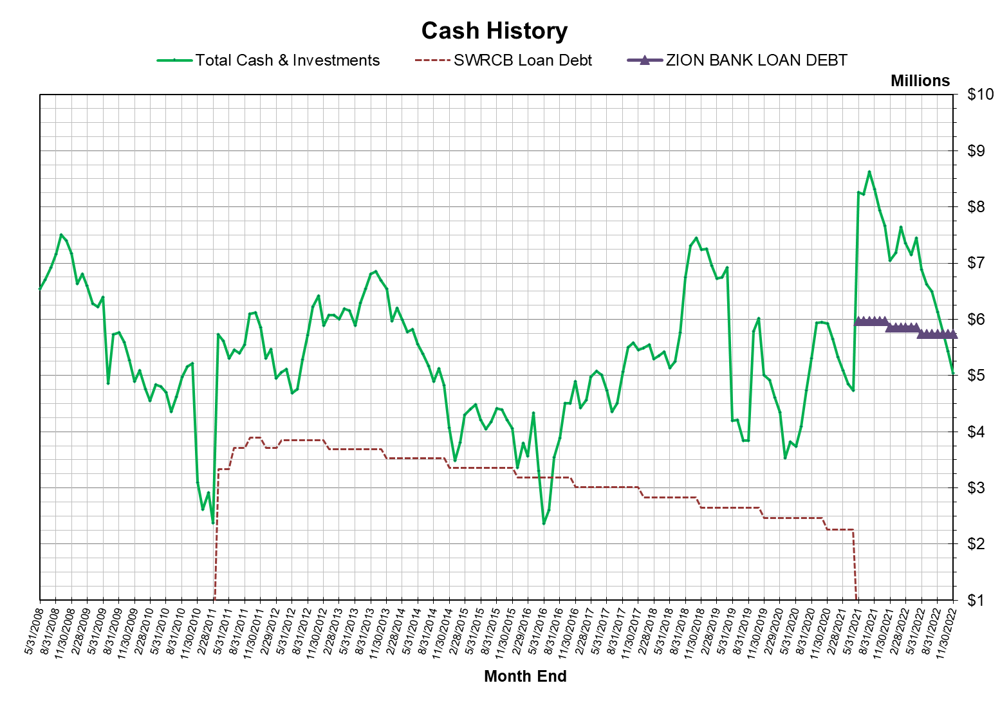 Cash History
Total Cash & Investments SWRCB Loan Debt ZION BANK LOAN DEBT
Millions
$10
$9
$8
$7
$6
$5
$4
$3
$2
$1
5/31/2008 8/31/2008 11/30/2008 2/28/2009 5/31/2009 8/31/2009 11/30/2009 2/28/2010 5/31/2010 8/31/2010 11/30/2010 2/28/2011 5/31/2011 8/31/2011 11/30/2011 2/29/2012 5/31/2012 8/31/2012 11/30/2012 2/28/2013 5/31/2013 8/31/2013 11/30/2013 2/28/2014 5/31/2014 8/31/2014 11/30/2014 2/28/2015 5/31/2015 8/31/2015 11/30/2015 2/29/2016 5/31/2016 8/31/2016 11/30/2016 2/28/2017 5/31/2017 8/31/2017 11/30/2017 2/28/2018 5/31/2018 8/31/2018 11/30/2018 2/28/2019 5/31/2019 8/31/2019 11/30/2019 2/29/2020 5/31/2020 8/31/2020 11/30/2020 2/28/2021 5/31/2021 8/31/2021 11/30/2021 2/28/2022 5/31/2022 8/31/2022 11/30/2022
Month End